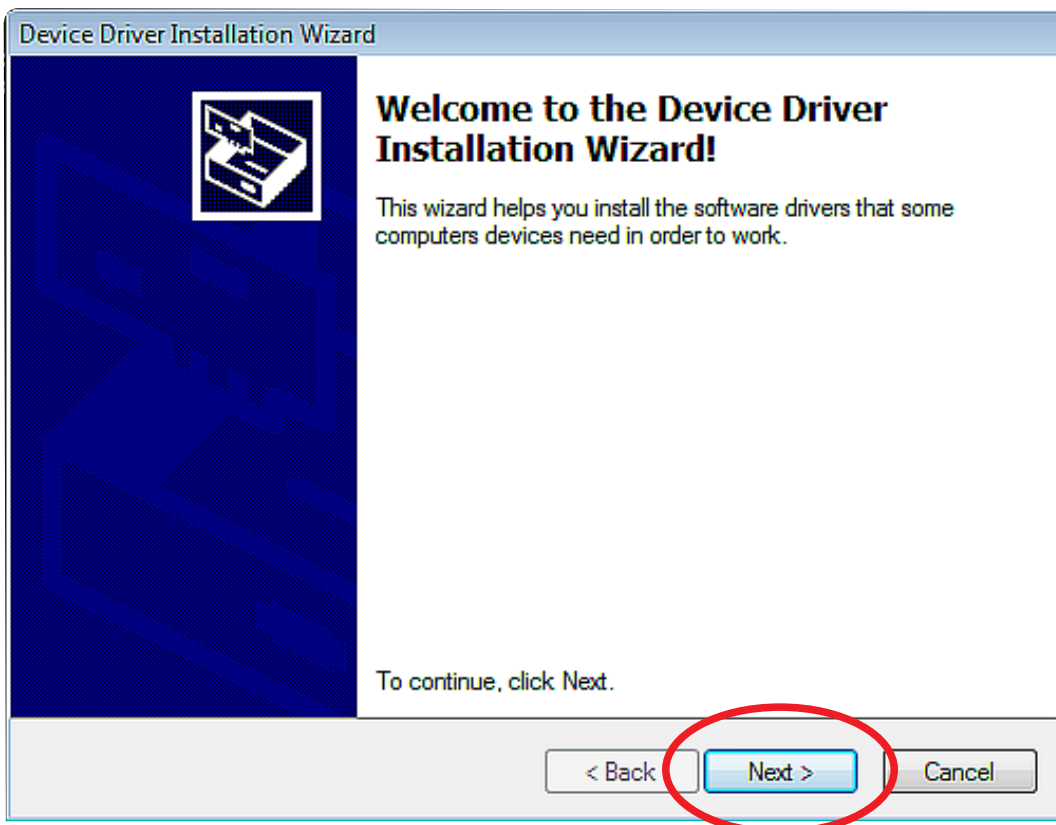 Device Driver Installation Wizard
Welcome to the Device Driver
Installation Wizard!
This wizard helps you install the software drivers that some
computers devices need in order to work.
To continue, click Next.
< Back
Next >
Cancel